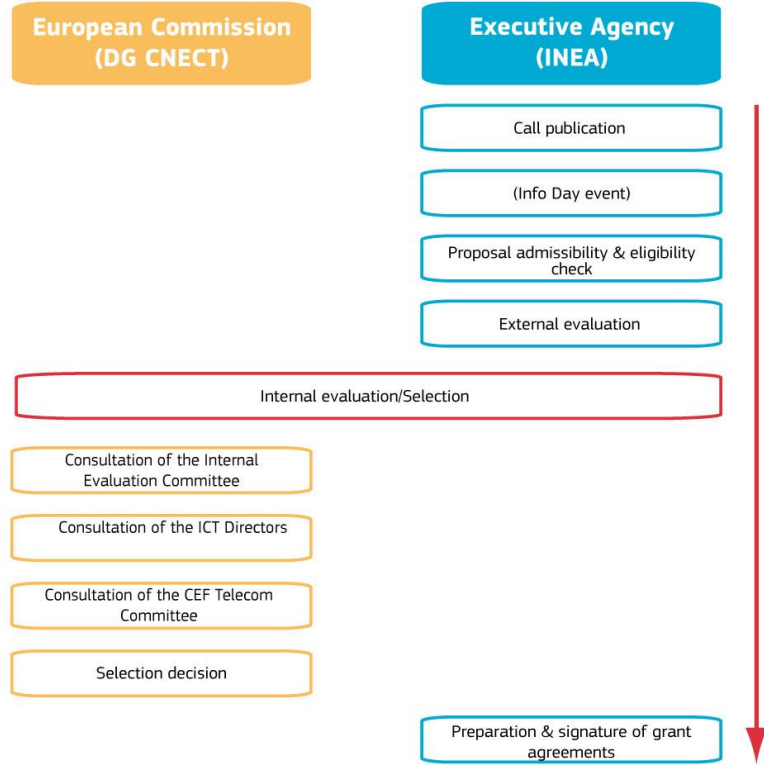 European Commission
(DG CNECT)
Executive Agency
(INEA)
Call publication
(Info Day event)
Proposal admissibility & eligibility
check
External evaluation
Internal evaluation/Selection
Consultation of the Internal
Evaluation Committee
Consultation of the ICT Directors
Consultation of the CEF Telecom
Committee
Selection decision
Preparation & signature of grant
agreements